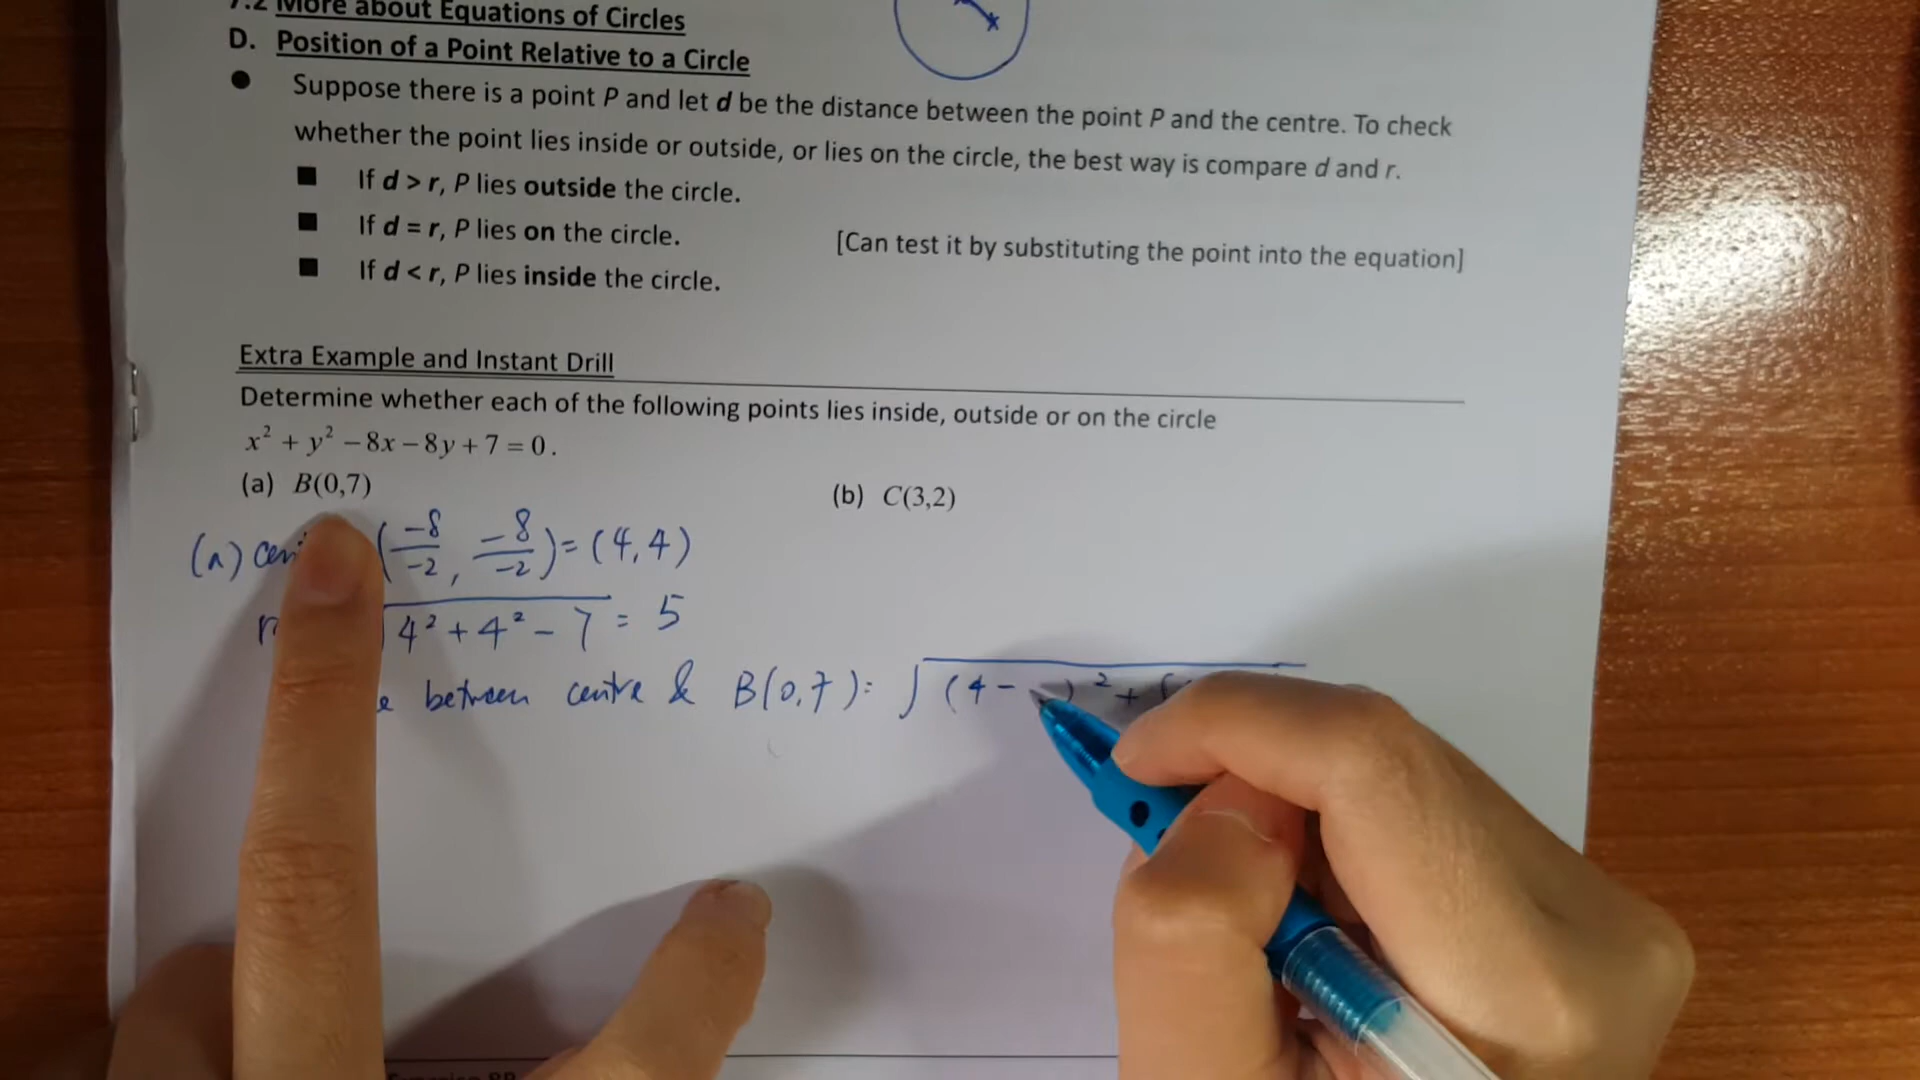 7.2 More about Equations of Circles
D. Position of a Point Relative to a Circle
● Suppose there is a point P and let d be the distance between the point P and the centre. To check
whether the point lies inside or outside, or lies on the circle, the best way is compare d and r.
■ If d > r, P lies outside the circle.
■ If d = r, P lies on the circle.
[Can test it by substituting the point into the equation]
■ If d < r, P lies inside the circle.
Extra Example and Instant Drill
Determine whether each of the following points lies inside, outside or on the circle
x² + y² − 8x − 8y + 7 = 0.
(a) B(0,7)
(b) C(3,2)
(a) (-8/-2, -8/-2) = (4,4)
√4² + 4² - 7 = 5
between centre & B(0,7): √(4 - )² +